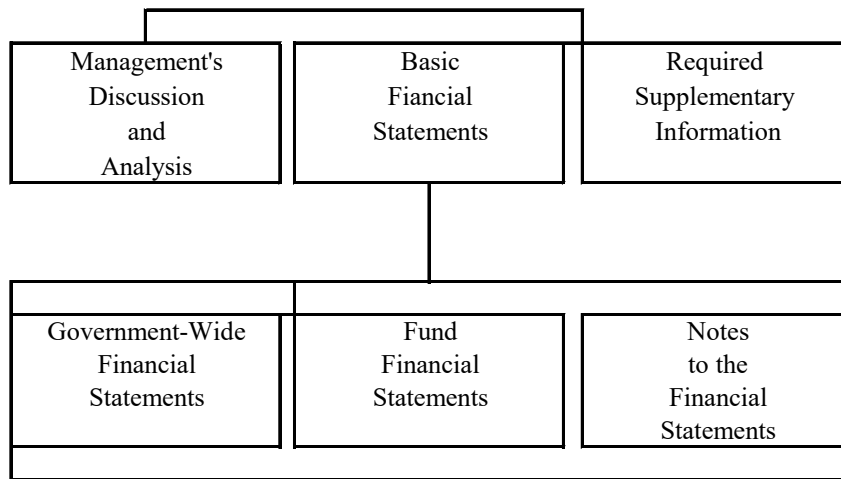 Management's
Discussion
and
Analysis
Basic
Fiancial
Statements
Required
Supplementary
Information
Government-Wide
Financial
Statements
Fund
Financial
Statements
Notes
to the
Financial
Statements